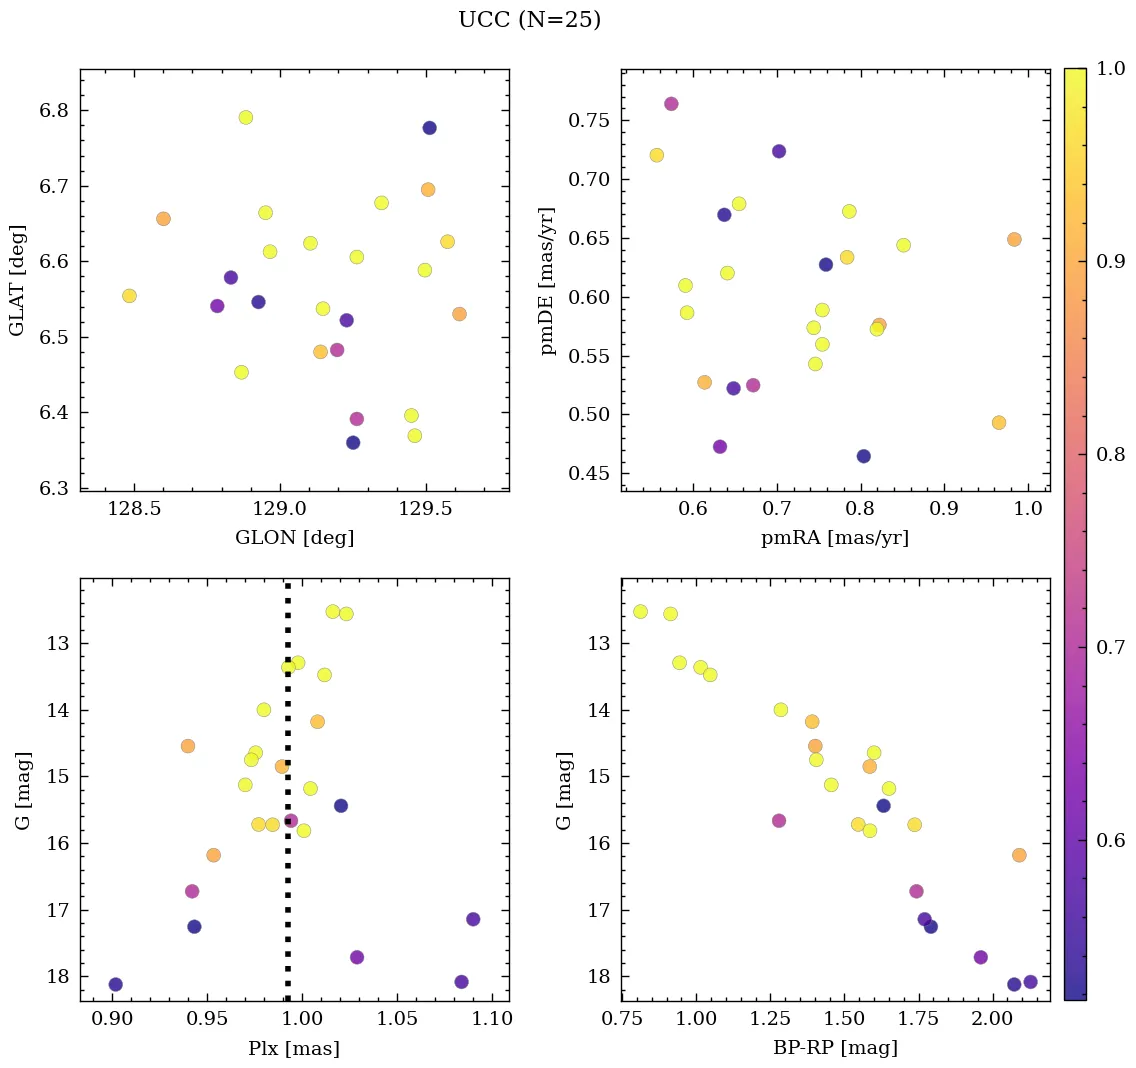 UCC (N=25)
6.8
6.7
6.6
6.5
6.4
6.3
GLAT [deg]
128.5 129.0 129.5
GLON [deg]
0.75
0.70
0.65
0.60
0.55
0.50
0.45
pmDE [mas/yr]
0.6 0.7 0.8 0.9 1.0
pmRA [mas/yr]
13
14
15
16
17
18
G [mag]
0.90 0.95 1.00 1.05 1.10
Plx [mas]
13
14
15
16
17
18
G [mag]
0.75 1.00 1.25 1.50 1.75 2.00
BP-RP [mag]
1.0
0.9
0.8
0.7
0.6